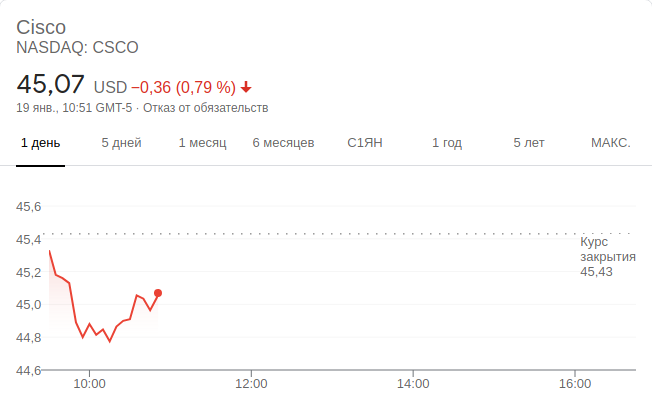 Cisco
NASDAQ: CSCO
45,07 USD −0,36 (0,79 %)
19 янв., 10:51 GMT-5 · Отказ от обязательств
1 день 5 дней 1 месяц 6 месяцев С1ЯН 1 год 5 лет МАКС.
45,6
45,4
45,2
45,0
44,8
44,6
Курс
закрытия
45,43
10:00 12:00 14:00 16:00